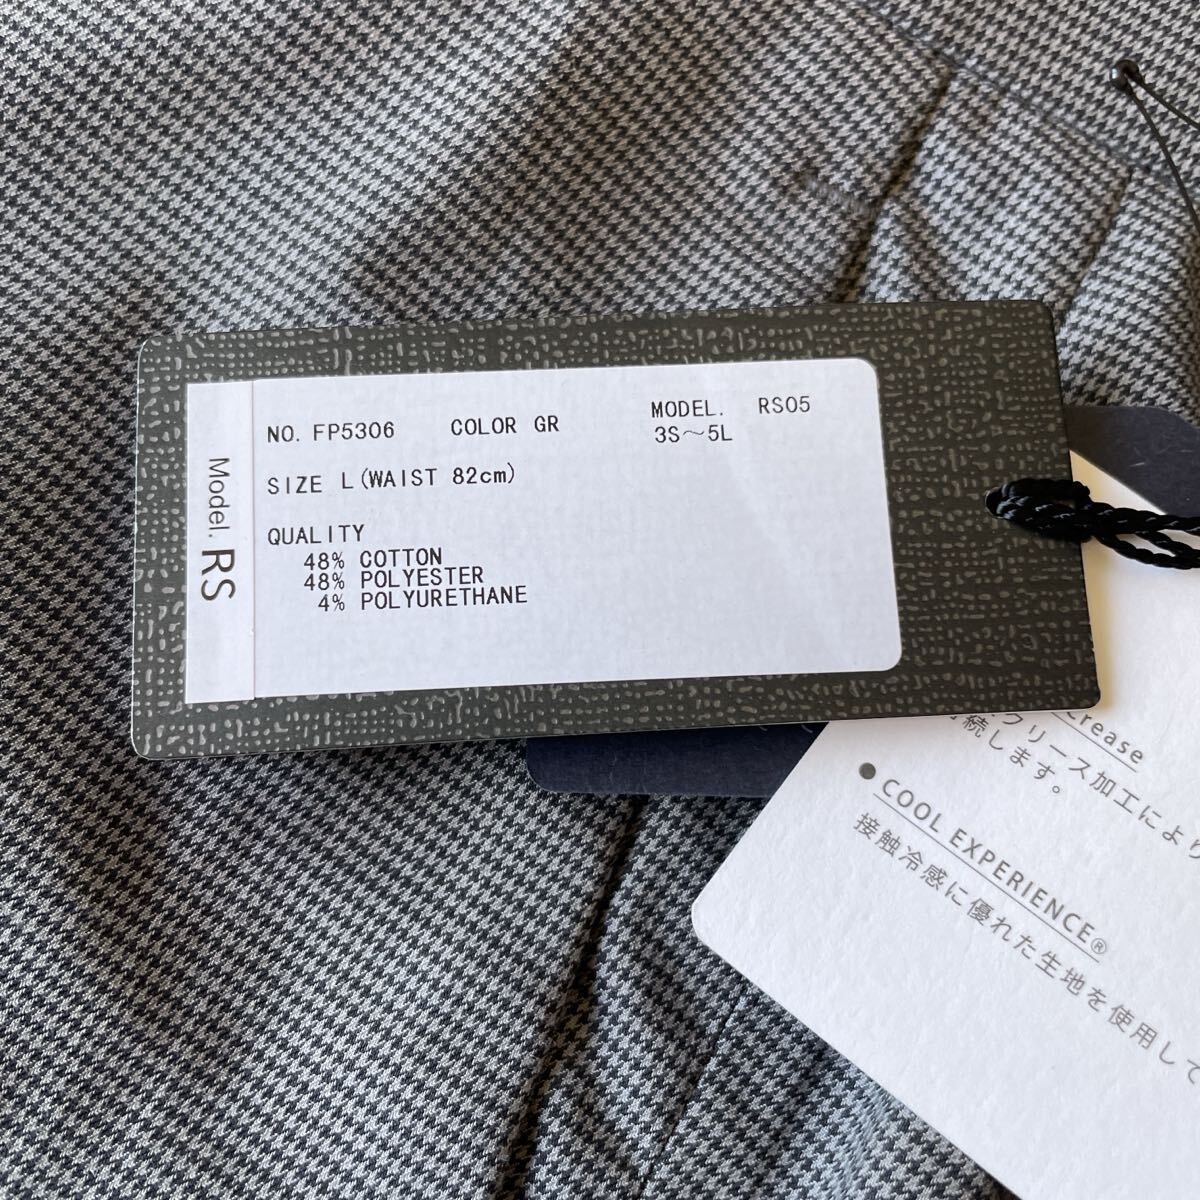 NO. FP5306 COLOR GR MODEL. RS05
3S～5L
SIZE L(WAIST 82cm)
QUALITY
48% COTTON
48% POLYESTER
4% POLYURETHANE
Model. RS
crease
クリース加工により
続します。
● COOL EXPERIENCE®
接触冷感に優れた生地を使用して